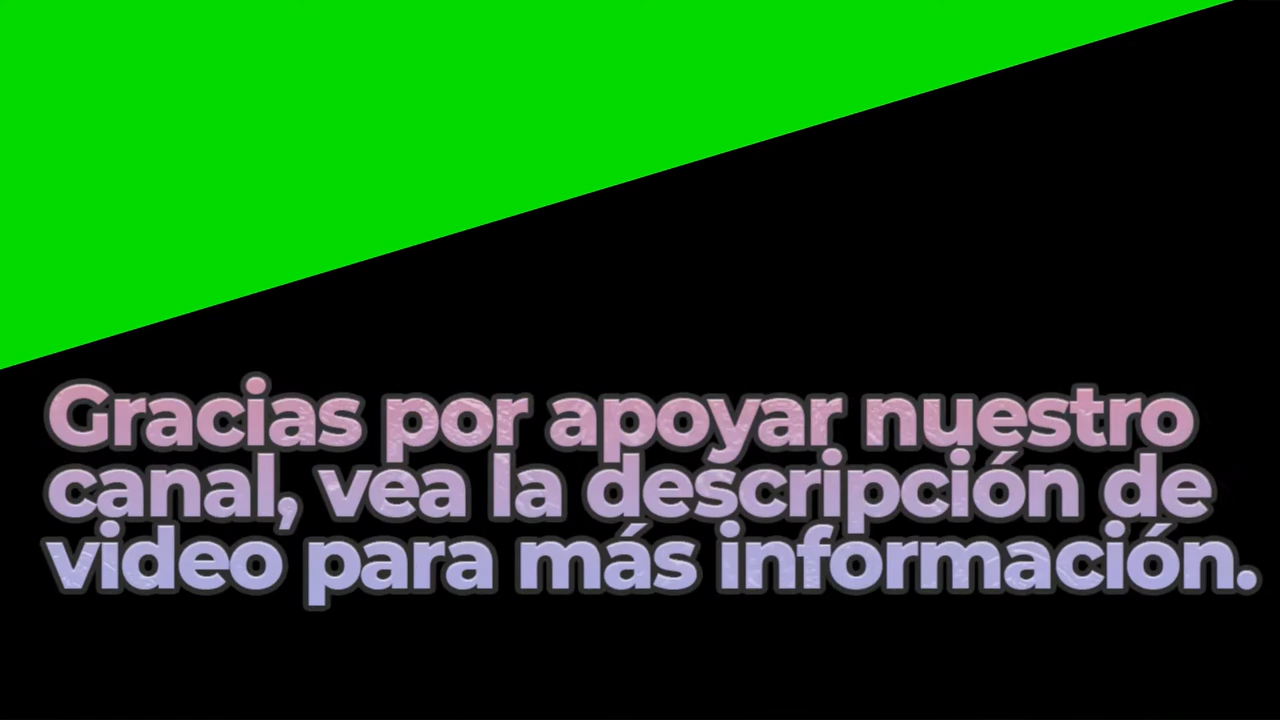 Gracias por apoyar nuestro
canal, vea la descripción de
video para más información.